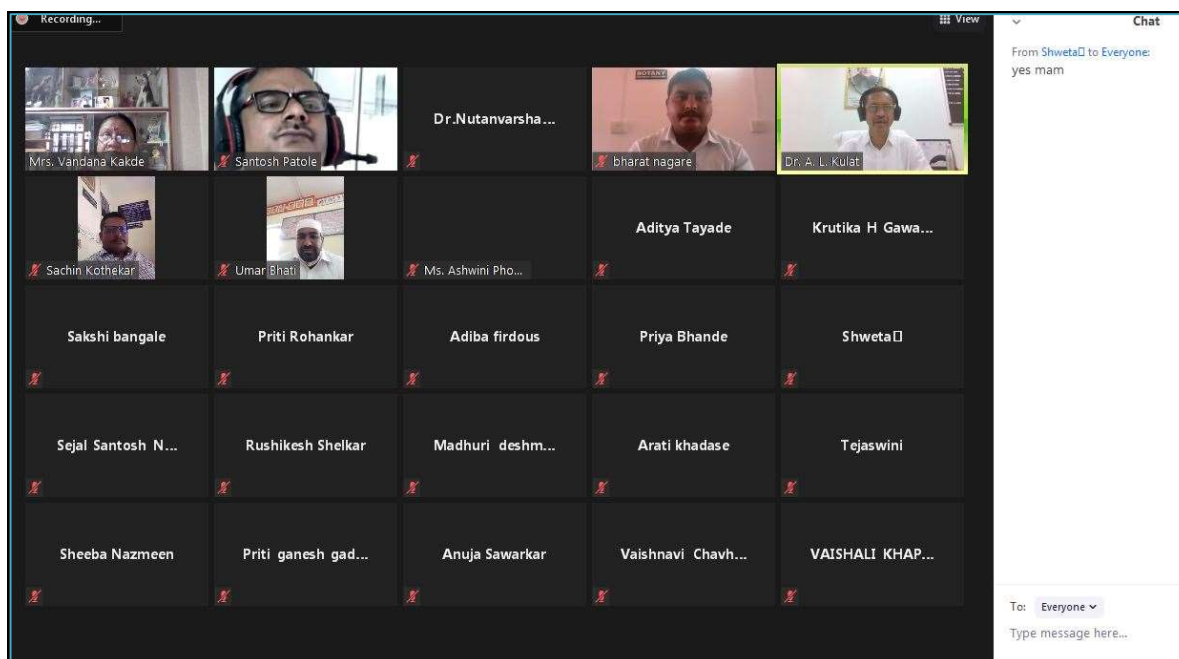 Recording...
View
Chat
From Shweta▯ to Everyone:
yes mam
Mrs. Vandana Kakde
Santosh Patole
Dr.Nutanvarsha...
bharat nagare
BOTANY
Dr. A. L. Kulat
Sachin Kothekar
Umar Bhati
Ms. Ashwini Pho...
Aditya Tayade
Krutika H Gawa...
Sakshi bangale
Priti Rohankar
Adiba firdous
Priya Bhande
Shweta▯
Sejal Santosh N...
Rushikesh Shelkar
Madhuri deshm...
Arati khadase
Tejaswini
Sheeba Nazmeen
Priti ganesh gad...
Anuja Sawarkar
Vaishnavi Chavh...
VAISHALI KHAP...
To: Everyone
Type message here...